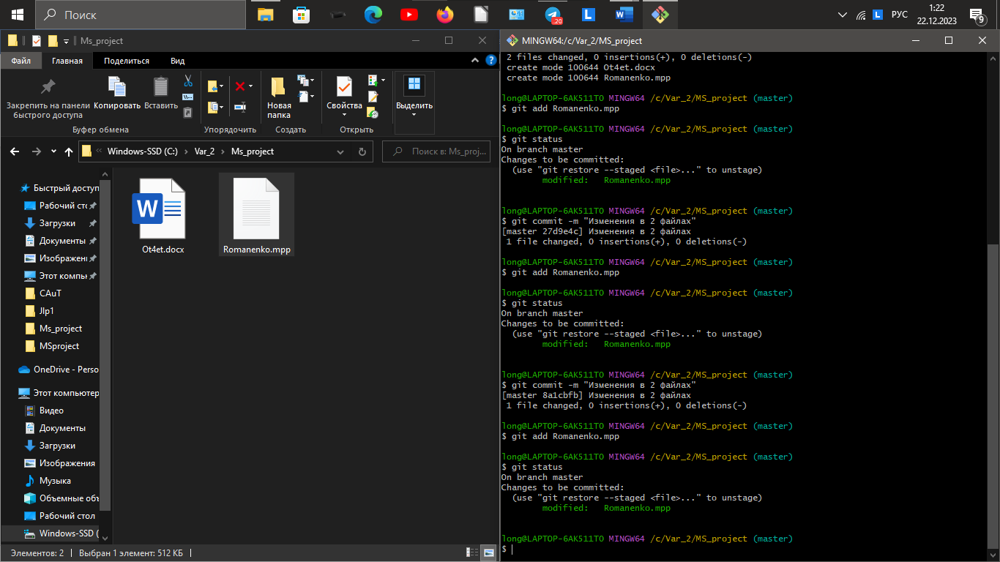 Поиск
20
РУС
1:22
22.12.2023
9
Ms_project
Файл
Главная
Поделиться
Вид
Закрепить на панели
быстрого доступа
Копировать
Вставить
Буфер обмена
Упорядочить
Новая
папка
Создать
Свойства
Открыть
Выделить
Windows-SSD (C:)
Var_2
Ms_project
Поиск в: Ms_proj...
Быстрый доступ
Рабочий сто
Загрузки
Документы
Изображени
Этот компы
CAuT
Jlp1
Ms_project
MSproject
OneDrive - Perso
Этот компьютер
Видео
Документы
Загрузки
Изображения
Музыка
Объемные объ
Рабочий стол
Windows-SSD (
Ot4et.docx
Romanenko.mpp
Элементов: 2
Выбран 1 элемент: 512 КБ
MINGW64:/c/Var_2/MS_project
2 files changed, 0 insertions(+), 0 deletions(-)
create mode 100644 Ot4et.docx
create mode 100644 Romanenko.mpp
long@LAPTOP-6AK511TO MINGW64 /c/Var_2/MS_project (master)
$ git add Romanenko.mpp
long@LAPTOP-6AK511TO MINGW64 /c/Var_2/MS_project (master)
$ git status
On branch master
Changes to be committed:
(use "git restore --staged <file>..." to unstage)
modified:   Romanenko.mpp
long@LAPTOP-6AK511TO MINGW64 /c/Var_2/MS_project (master)
$ git commit -m "Изменения в 2 файлах"
[master 27d9e4c] Изменения в 2 файлах
1 file changed, 0 insertions(+), 0 deletions(-)
long@LAPTOP-6AK511TO MINGW64 /c/Var_2/MS_project (master)
$ git add Romanenko.mpp
long@LAPTOP-6AK511TO MINGW64 /c/Var_2/MS_project (master)
$ git status
On branch master
Changes to be committed:
(use "git restore --staged <file>..." to unstage)
modified:   Romanenko.mpp
long@LAPTOP-6AK511TO MINGW64 /c/Var_2/MS_project (master)
$ git commit -m "Изменения в 2 файлах"
[master 8a1cbfb] Изменения в 2 файлах
1 file changed, 0 insertions(+), 0 deletions(-)
long@LAPTOP-6AK511TO MINGW64 /c/Var_2/MS_project (master)
$ git add Romanenko.mpp
long@LAPTOP-6AK511TO MINGW64 /c/Var_2/MS_project (master)
$ git status
On branch master
Changes to be committed:
(use "git restore --staged <file>..." to unstage)
modified:   Romanenko.mpp
long@LAPTOP-6AK511TO MINGW64 /c/Var_2/MS_project (master)
$